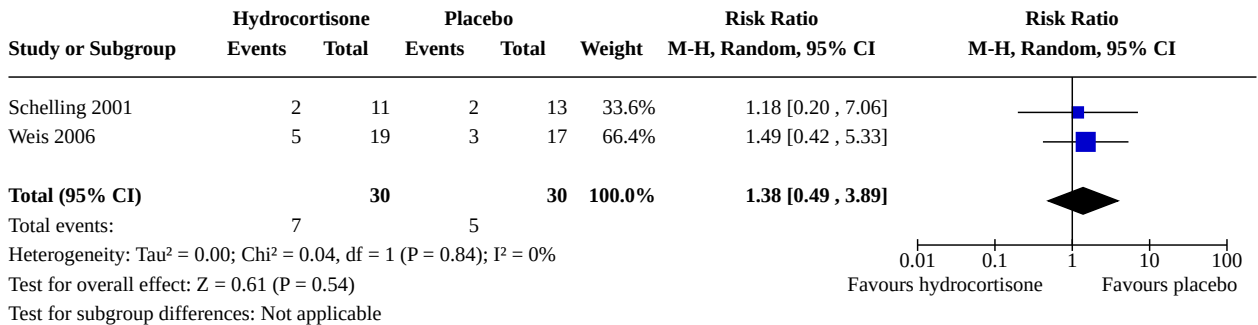 Hydrocortisone Placebo Risk Ratio Risk Ratio
Study or Subgroup Events Total Events Total Weight M-H, Random, 95% CI M-H, Random, 95% CI
Schelling 2001 2 11 2 13 33.6% 1.18 [0.20 , 7.06]
Weis 2006 5 19 3 17 66.4% 1.49 [0.42 , 5.33]
Total (95% CI) 30 30 100.0% 1.38 [0.49 , 3.89]
Total events: 7 5
Heterogeneity: Tau² = 0.00; Chi² = 0.04, df = 1 (P = 0.84); I² = 0%
0.01 0.1 1 10 100
Test for overall effect: Z = 0.61 (P = 0.54) Favours hydrocortisone Favours placebo
Test for subgroup differences: Not applicable